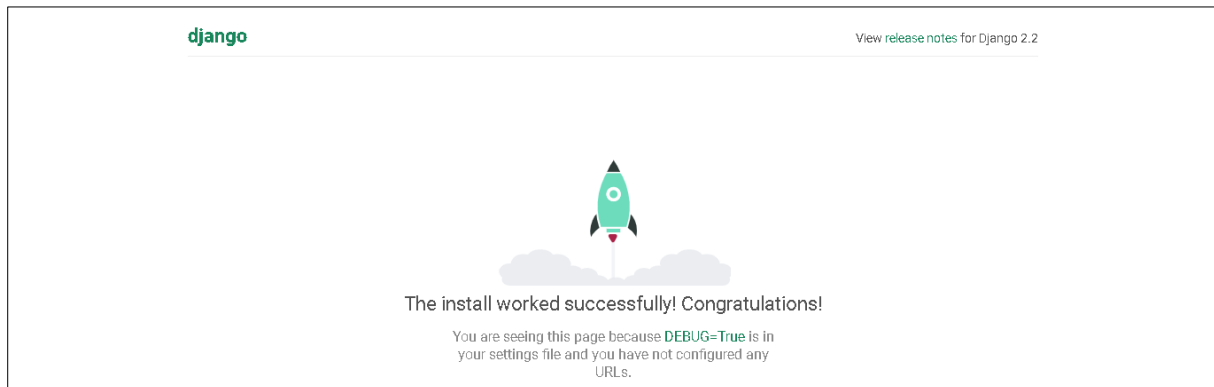 django
View release notes for Django 2.2
The install worked successfully! Congratulations!
You are seeing this page because DEBUG=True is in
your settings file and you have not configured any
URLs.